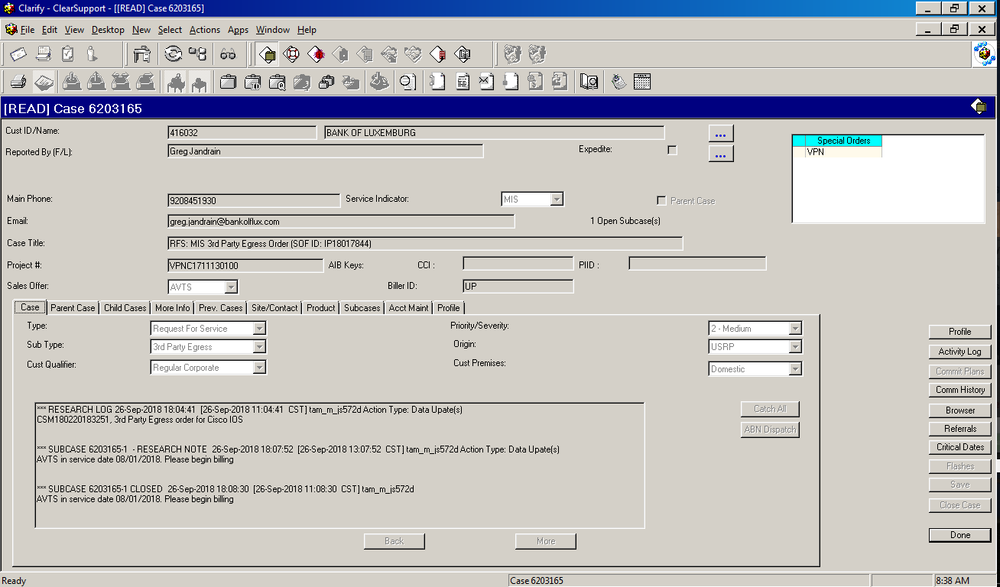 Clarify - ClearSupport - [[READ] Case 6203165]
File Edit View Desktop New Select Actions Apps Window Help
[READ] Case 6203165
Cust ID/Name: 416032 BANK OF LUXEMBURG
Special Orders
Reported By (F/L): Greg Jandrain Expedite:
VPN
Main Phone: 9208451930 Service Indicator: MIS Parent Case
Email: greg.jandrain@bankoflux.com 1 Open Subcase(s)
Case Title: RFS: MIS 3rd Party Egress Order (SOF ID: IP18017844)
Project #: VPNC1711130100 AIB Keys: CCI : PIID :
Sales Offer: AVTS Biller ID: UP
Case Parent Case Child Cases More Info Prev. Cases Site/Contact Product Subcases Acct Maint Profile
Type: Request For Service Priority/Severity: 2 - Medium
Sub Type: 3rd Party Egress Origin: USRP
Cust Qualifier: Regular Corporate Cust Premises: Domestic
*** RESEARCH LOG 26-Sep-2018 18:04:41 [26-Sep-2018 11:04:41 CST] tam_m_js572d Action Type: Data Upate(s)
CSM180220183251, 3rd Party Egress order for Cisco IOS
*** SUBCASE 6203165-1 - RESEARCH NOTE 26-Sep-2018 18:07:52 [26-Sep-2018 13:07:52 CST] tam_m_js572d Action Type: Data Upate(s)
AVTS in service date 08/01/2018. Please begin billing
*** SUBCASE 6203165-1 CLOSED 26-Sep-2018 18:08:30 [26-Sep-2018 11:08:30 CST] tam_m_js572d
AVTS in service date 08/01/2018. Please begin billing
Back More
Catch All
ABN Dispatch
Profile
Activity Log
Commit Plans
Comm History
Browser
Referrals
Critical Dates
Flashes
Save
Close Case
Done
Ready Case 6203165 8:38 AM